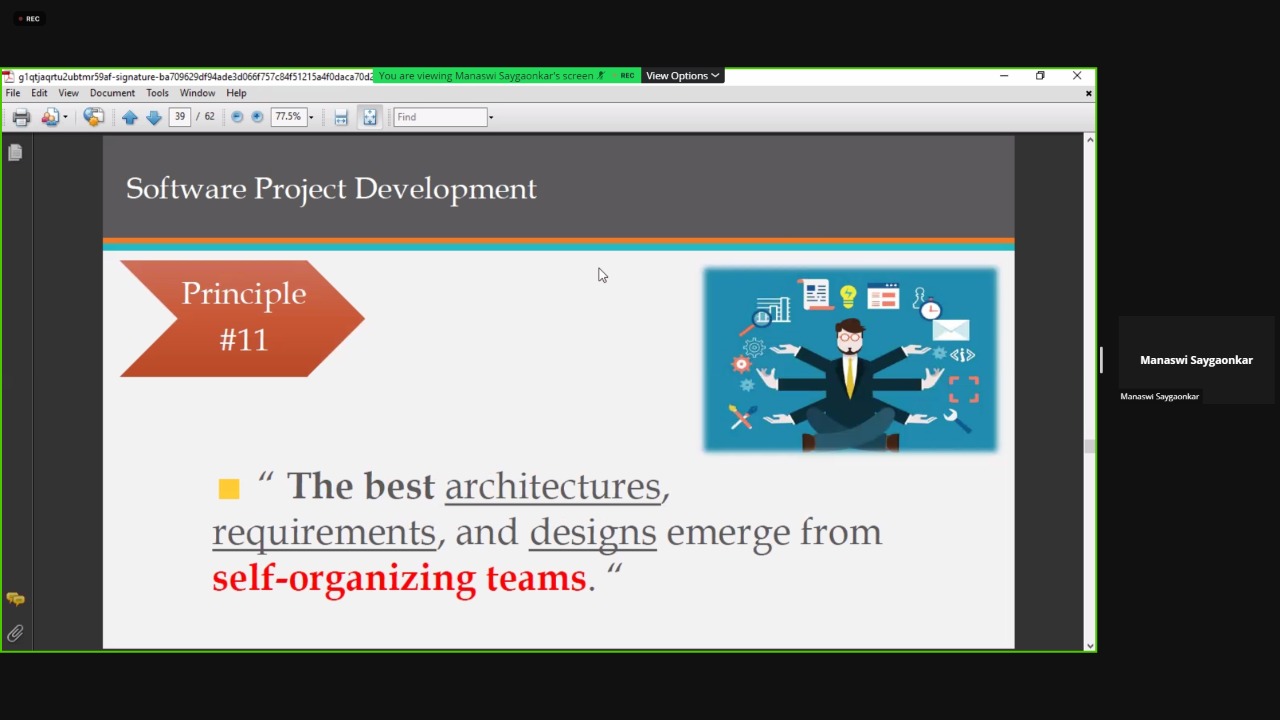 REC
g1qtjaqrtu2ubtmr59af-signature-ba709629df94ade3d066f757c84f51215a4f0daca70d2
You are viewing Manaswi Saygaonkar's screen REC View Options
File Edit View Document Tools Window Help
39 / 62 77.5% Find
Software Project Development
Principle
#11
“ The best architectures,
requirements, and designs emerge from
self-organizing teams. “
Manaswi Saygaonkar
Manaswi Saygaonkar